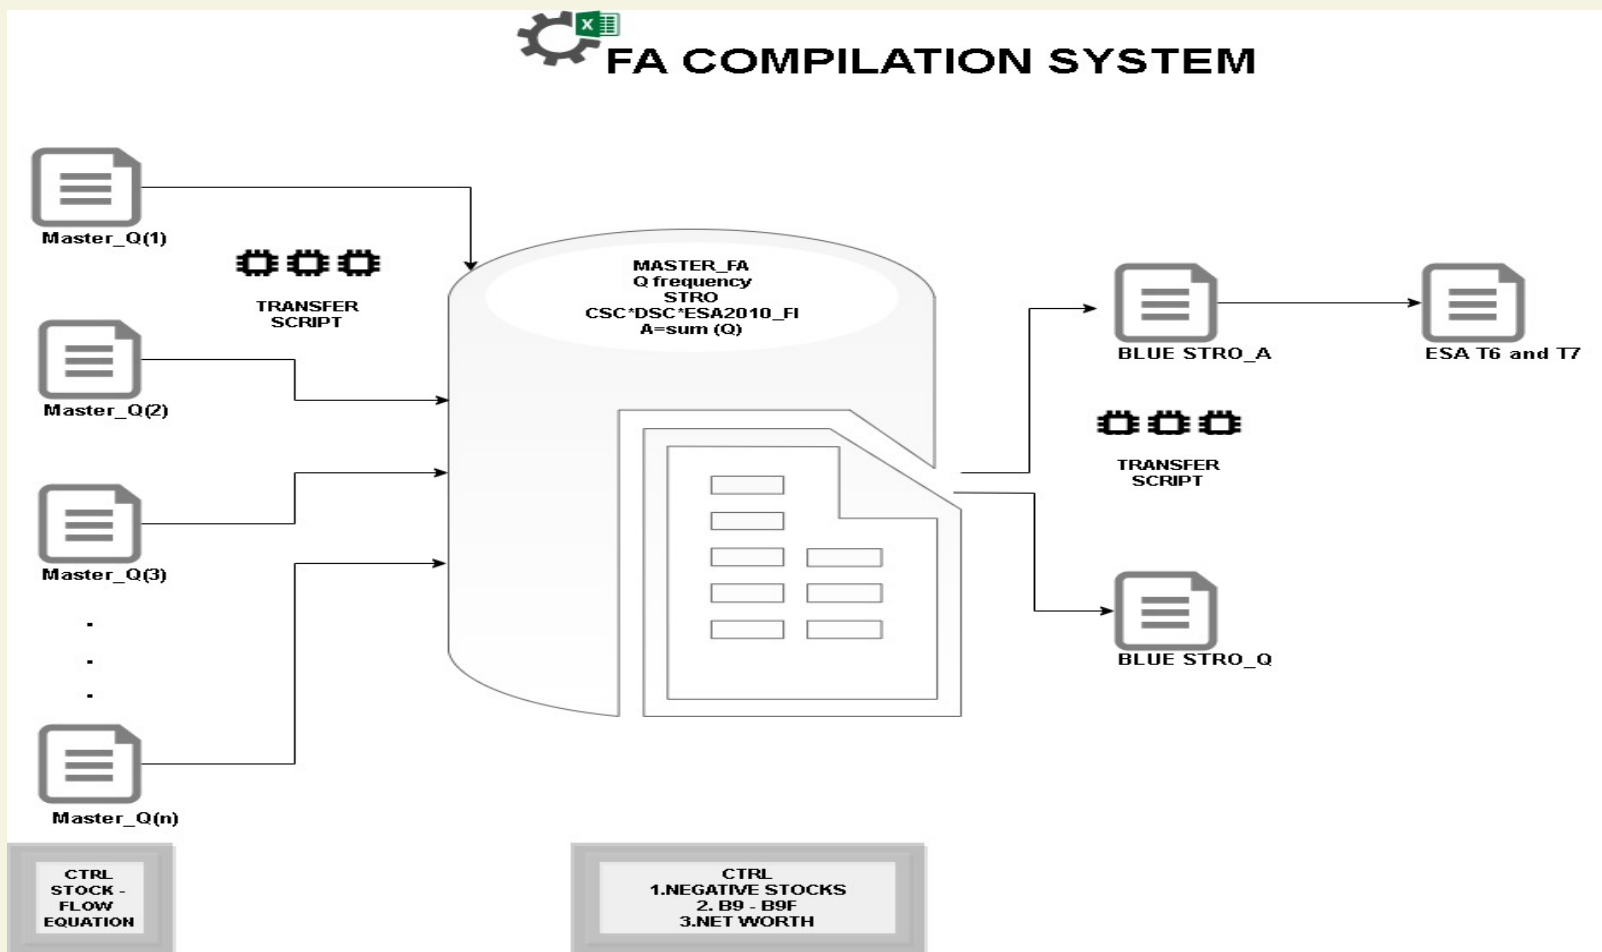 X
FA COMPILATION SYSTEM
Master_Q(1)
TRANSFER
SCRIPT
Master_Q(2)
Master_Q(3)
.
.
.
Master_Q(n)
MASTER_FA
Q frequency
STRO
CSC*DSC*ESA2010_FI
A=sum (Q)
BLUE STRO_A
ESA T6 and T7
TRANSFER
SCRIPT
BLUE STRO_Q
CTRL
STOCK -
FLOW
EQUATION
CTRL
1.NEGATIVE STOCKS
2. B9 - B9F
3.NET WORTH